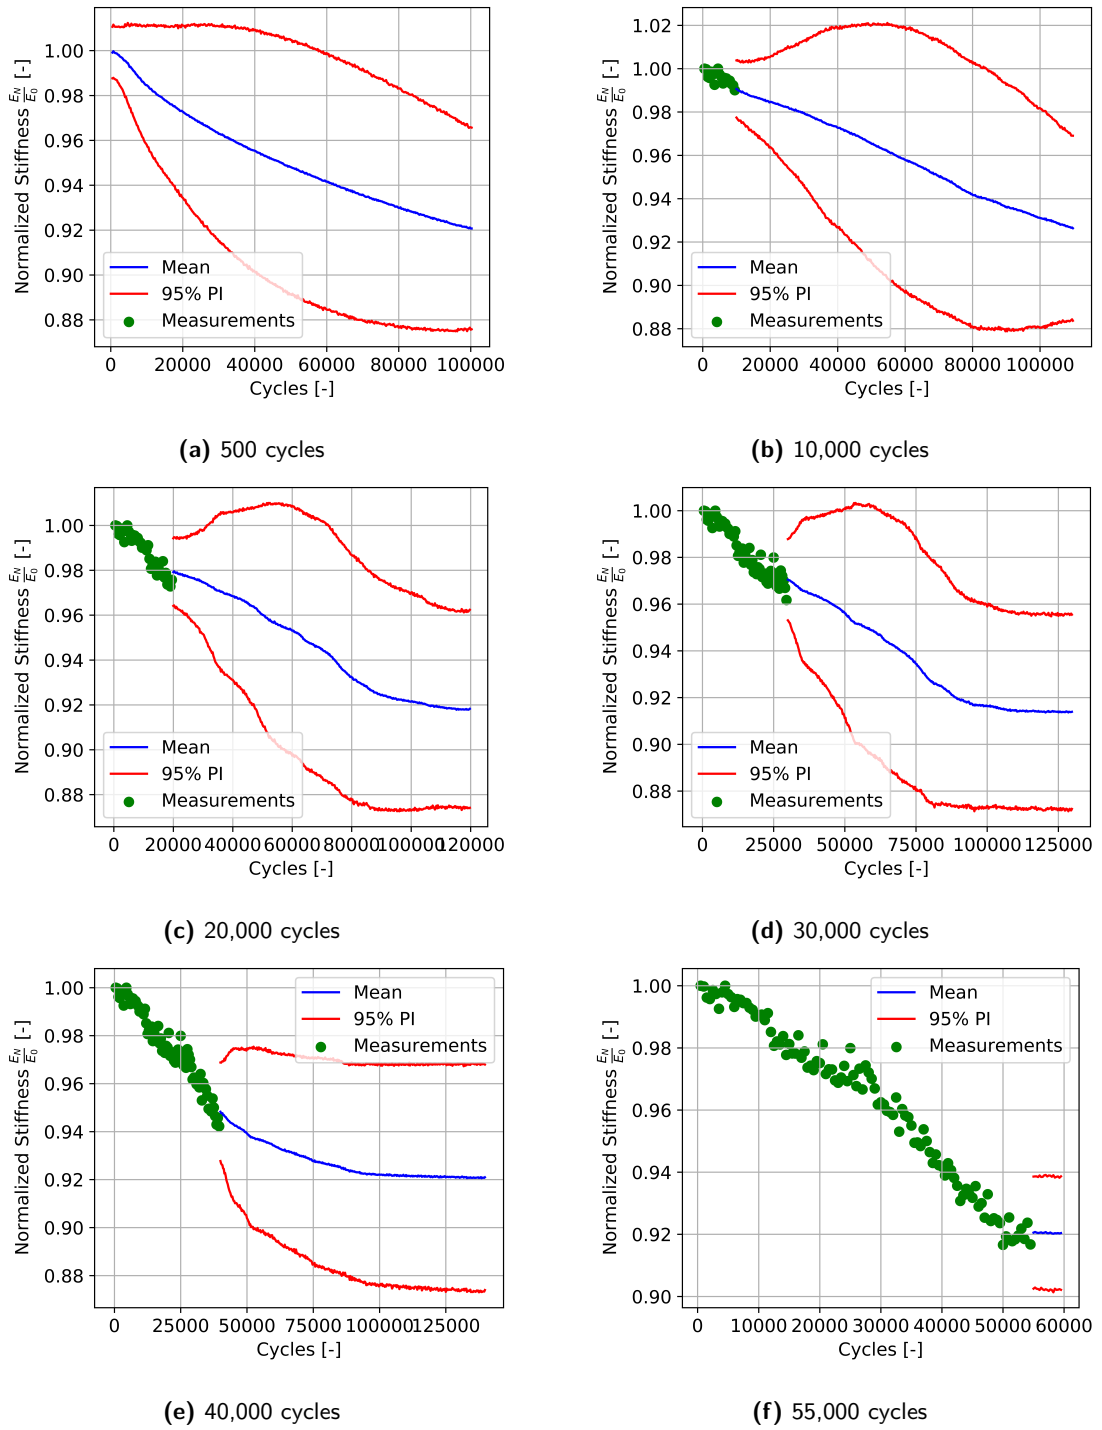 1.00
0.98
0.96
0.94
0.92
0.90
0.88
Normalized Stiffness E_N/E_0 [-]
Mean
95% PI
Measurements
0 20000 40000 60000 80000 100000
Cycles [-]
(a) 500 cycles
1.02
1.00
0.98
0.96
0.94
0.92
0.90
0.88
Normalized Stiffness E_N/E_0 [-]
Mean
95% PI
Measurements
0 20000 40000 60000 80000 100000
Cycles [-]
(b) 10,000 cycles
1.00
0.98
0.96
0.94
0.92
0.90
0.88
Normalized Stiffness E_N/E_0 [-]
Mean
95% PI
Measurements
0 20000 40000 60000 80000 100000 120000
Cycles [-]
(c) 20,000 cycles
1.00
0.98
0.96
0.94
0.92
0.90
0.88
Normalized Stiffness E_N/E_0 [-]
Mean
95% PI
Measurements
0 25000 50000 75000 100000 125000
Cycles [-]
(d) 30,000 cycles
1.00
0.98
0.96
0.94
0.92
0.90
0.88
Normalized Stiffness E_N/E_0 [-]
Mean
95% PI
Measurements
0 25000 50000 75000 100000 125000
Cycles [-]
(e) 40,000 cycles
1.00
0.98
0.96
0.94
0.92
0.90
Normalized Stiffness E_N/E_0 [-]
Mean
95% PI
Measurements
0 10000 20000 30000 40000 50000 60000
Cycles [-]
(f) 55,000 cycles